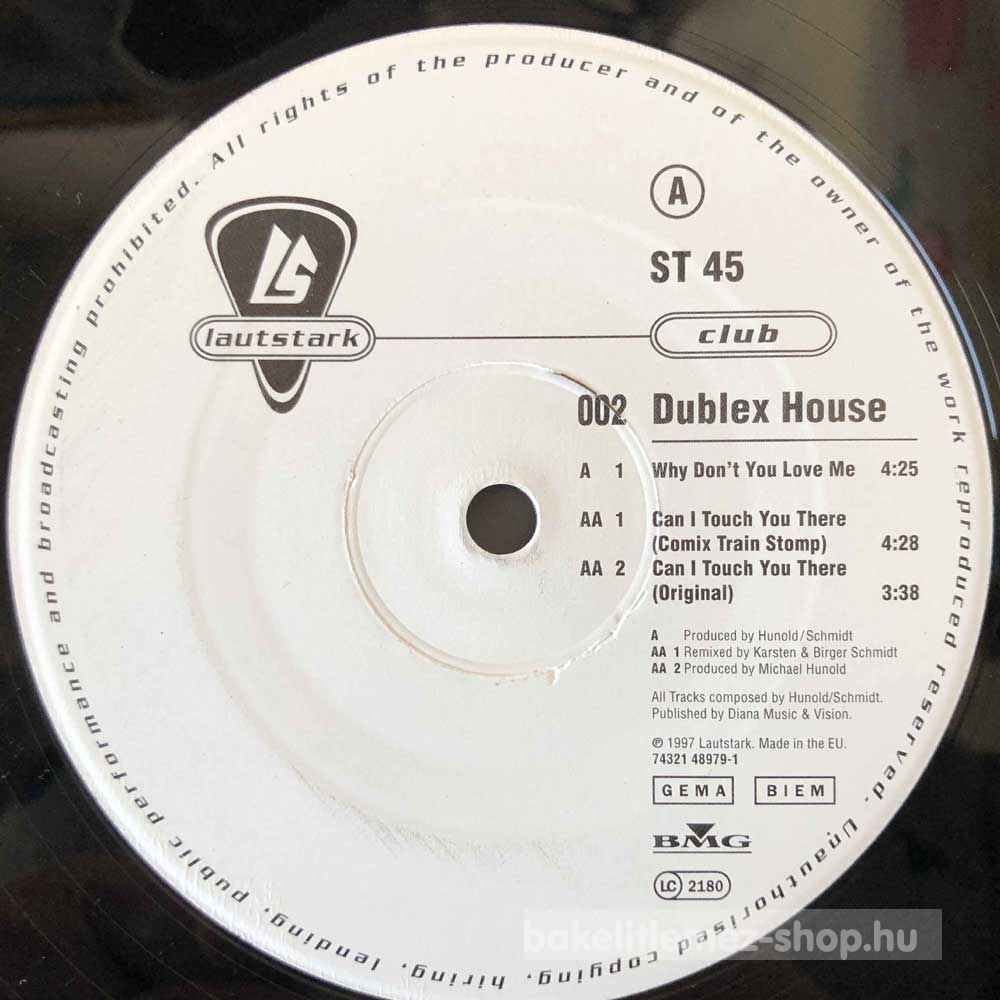 All rights of the producer and of the owner of the work reproduced reserved. Unauthorised copying, hiring, lending, public performance and broadcasting prohibited.
LS
lautstark
A
ST 45
club
002 Dublex House
A 1 Why Don't You Love Me 4:25
AA 1 Can I Touch You There
(Comix Train Stomp) 4:28
AA 2 Can I Touch You There
(Original) 3:38
A Produced by Hunold/Schmidt
AA 1 Remixed by Karsten & Birger Schmidt
AA 2 Produced by Michael Hunold
All Tracks composed by Hunold/Schmidt.
Published by Diana Music & Vision.
℗ 1997 Lautstark. Made in the EU.
74321 48979-1
GEMA BIEM
BMG
LC 2180
bakelitlemez-shop.hu